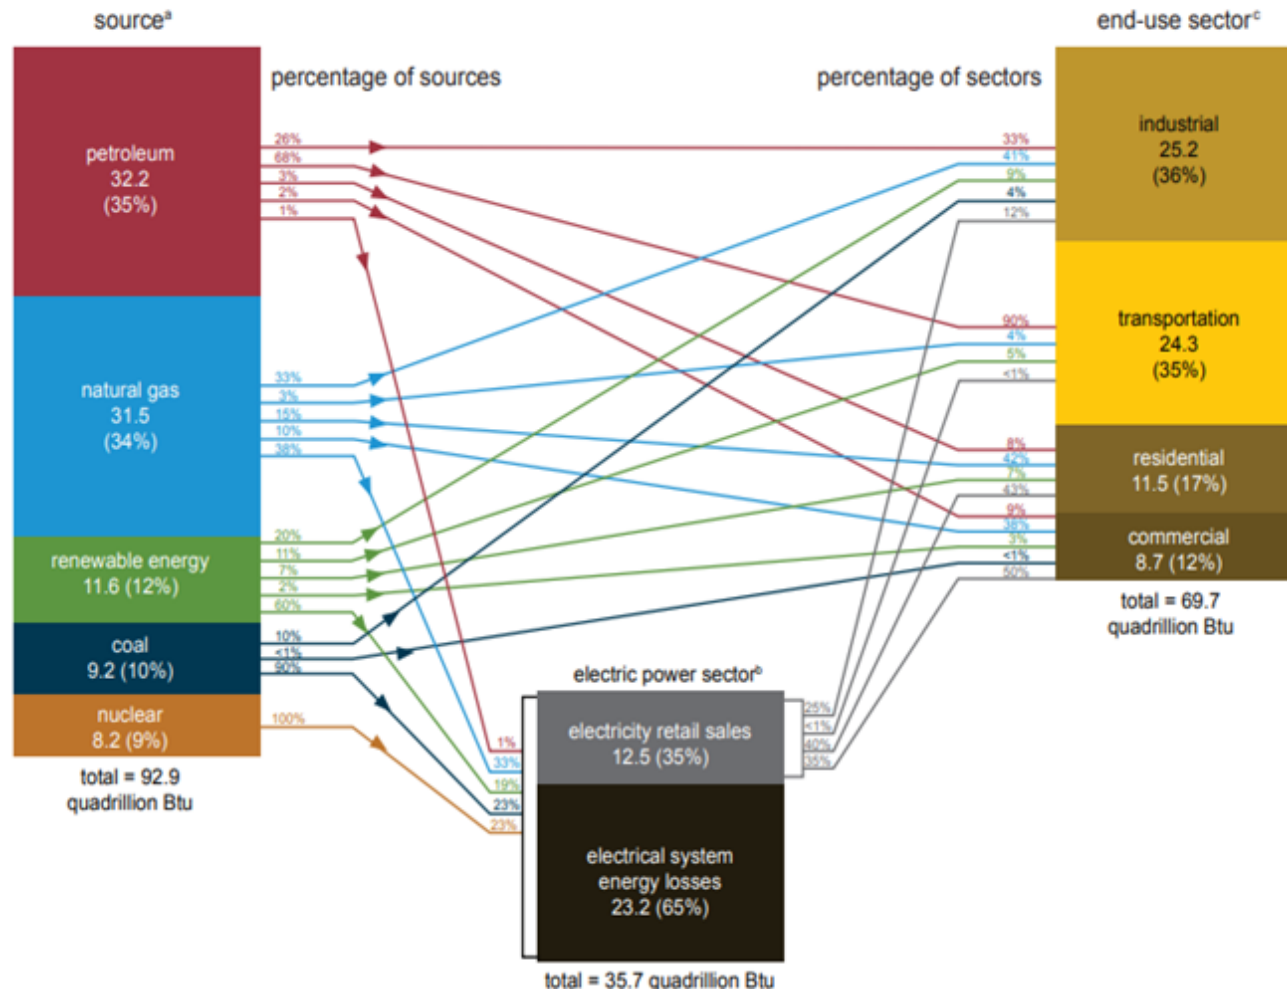 sourceᵃ
end-use sectorᶜ
percentage of sources
percentage of sectors
petroleum
32.2
(35%)
26%
68%
3%
2%
1%
natural gas
31.5
(34%)
33%
3%
15%
10%
38%
renewable energy
11.6 (12%)
20%
11%
7%
2%
60%
coal
9.2 (10%)
10%
<1%
90%
nuclear
8.2 (9%)
100%
total = 92.9
quadrillion Btu
electric power sectorᵇ
1%
33%
19%
23%
23%
electricity retail sales
12.5 (35%)
electrical system
energy losses
23.2 (65%)
25%
<1%
40%
35%
total = 35.7 quadrillion Btu
33%
41%
9%
4%
12%
industrial
25.2
(36%)
90%
4%
5%
<1%
transportation
24.3
(35%)
8%
42%
7%
43%
residential
11.5 (17%)
9%
38%
3%
<1%
50%
commercial
8.7 (12%)
total = 69.7
quadrillion Btu